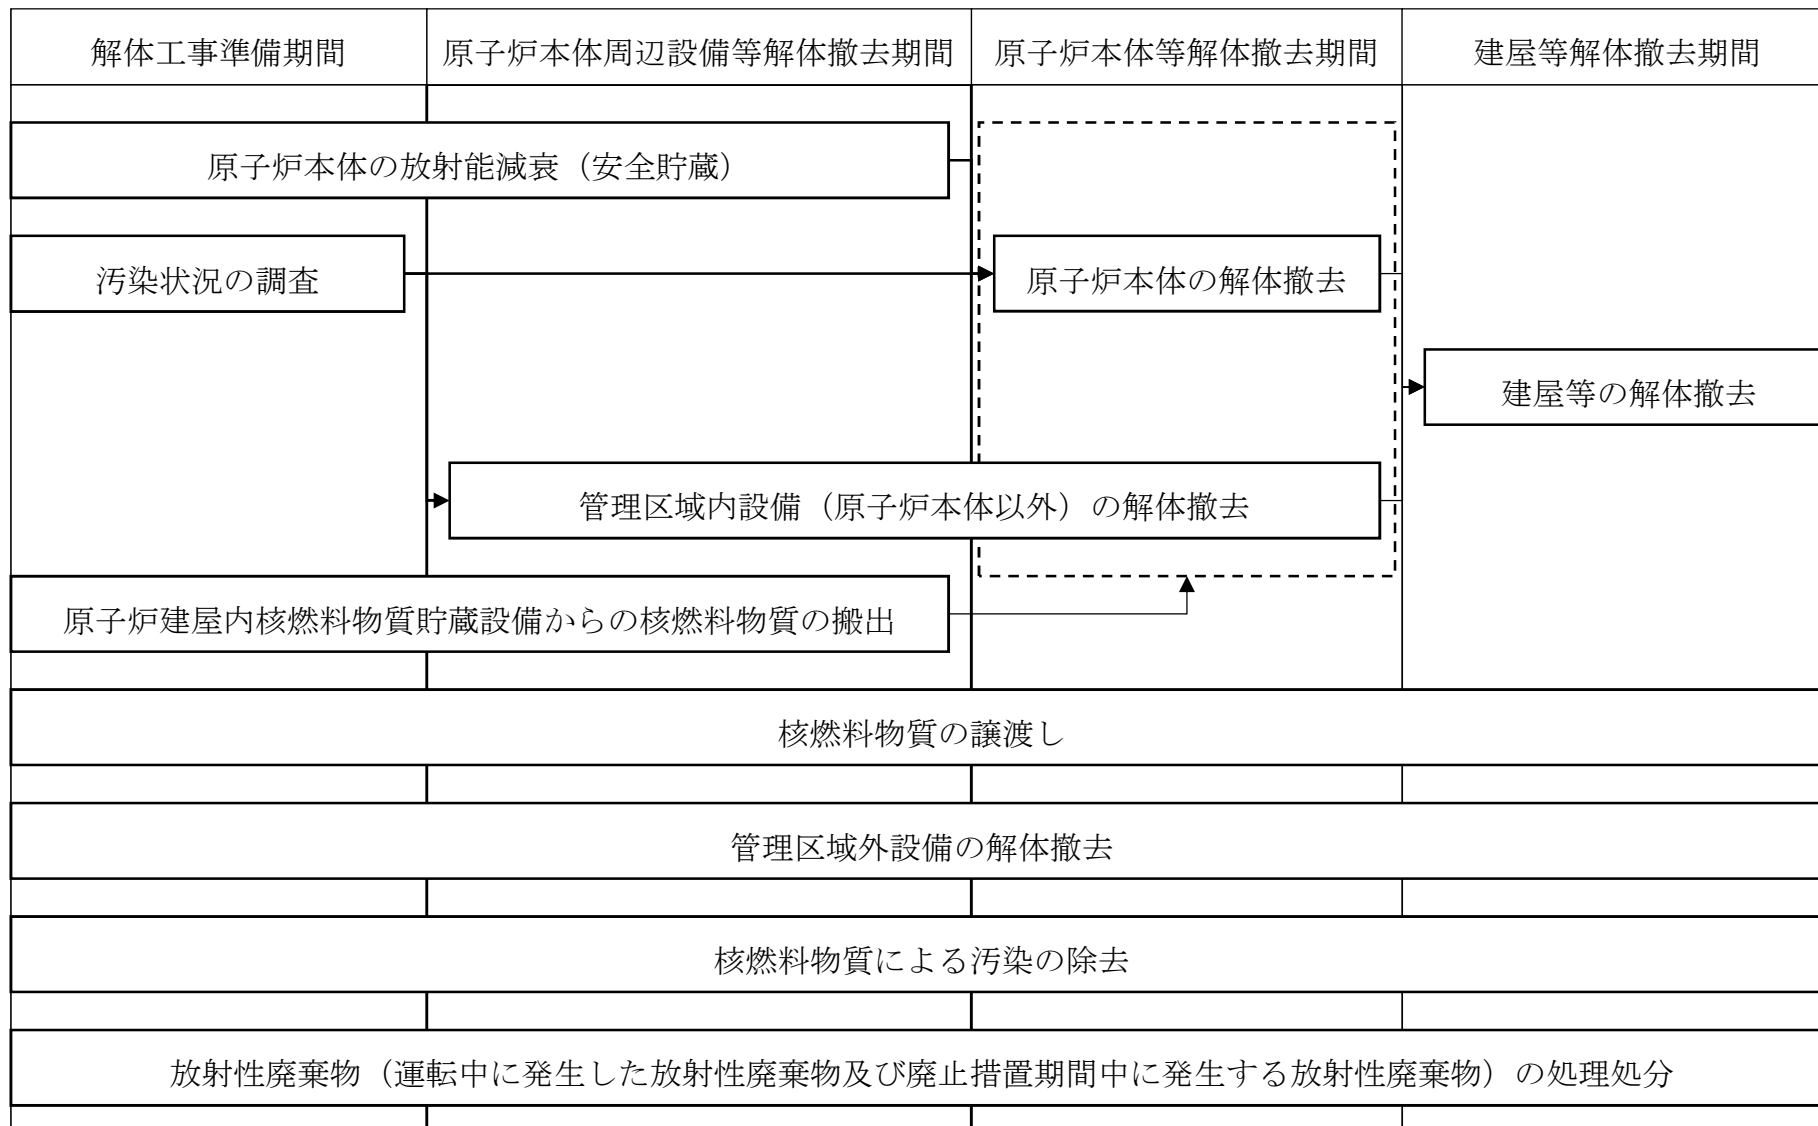 解体工事準備期間
原子炉本体周辺設備等解体撤去期間
原子炉本体等解体撤去期間
建屋等解体撤去期間
原子炉本体の放射能減衰（安全貯蔵）
汚染状況の調査
原子炉本体の解体撤去
建屋等の解体撤去
管理区域内設備（原子炉本体以外）の解体撤去
原子炉建屋内核燃料物質貯蔵設備からの核燃料物質の搬出
核燃料物質の譲渡し
管理区域外設備の解体撤去
核燃料物質による汚染の除去
放射性廃棄物（運転中に発生した放射性廃棄物及び廃止措置期間中に発生する放射性廃棄物）の処理処分